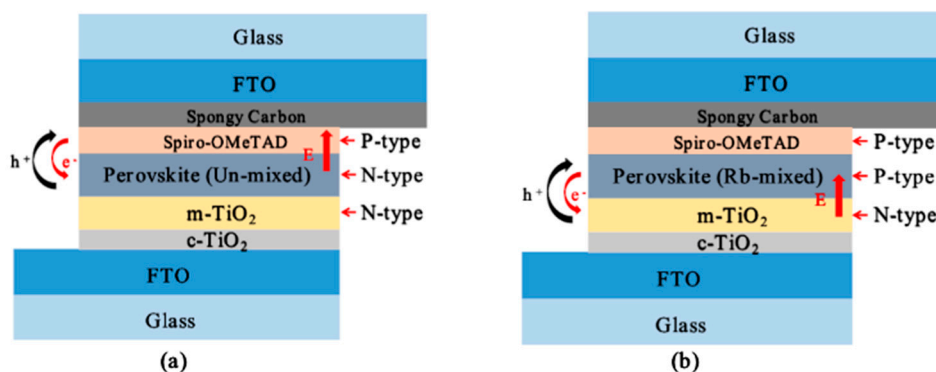 Glass
FTO
Spongy Carbon
Spiro-OMeTAD
E
P-type
h+
e-
Perovskite (Un-mixed)
N-type
m-TiO2
N-type
c-TiO2
FTO
Glass
(a)
Glass
FTO
Spongy Carbon
Spiro-OMeTAD
P-type
h+
e-
Perovskite (Rb-mixed)
P-type
E
m-TiO2
N-type
c-TiO2
FTO
Glass
(b)